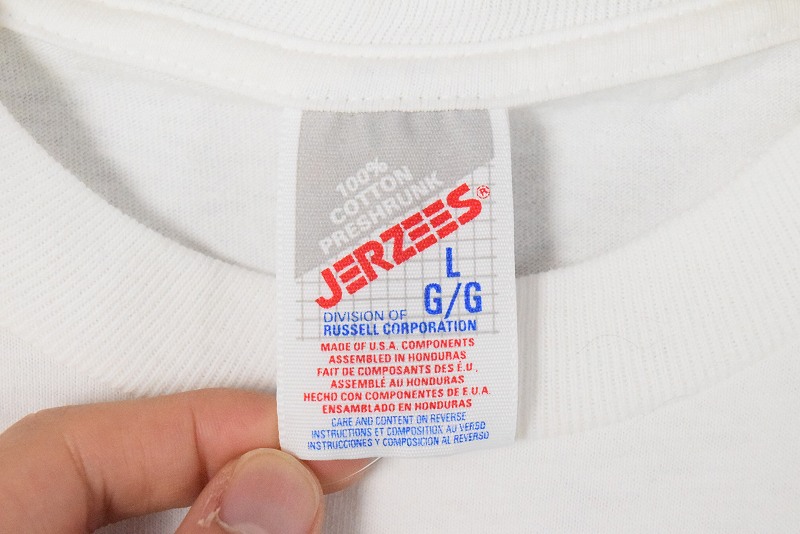 100%
COTTON
PRESHRUNK
JERZEES®
L
G/G
DIVISION OF
RUSSELL CORPORATION
MADE OF U.S.A. COMPONENTS
ASSEMBLED IN HONDURAS
FAIT DE COMPOSANTS DES É.U.
ASSEMBLÉ AU HONDURAS
HECHO CON COMPONENTES DE E.U.A.
ENSAMBLADO EN HONDURAS
CARE AND CONTENT ON REVERSE
INSTRUCTIONS ET COMPOSITION AU VERSO
INSTRUCCIONES Y COMPOSICION AL REVERSO